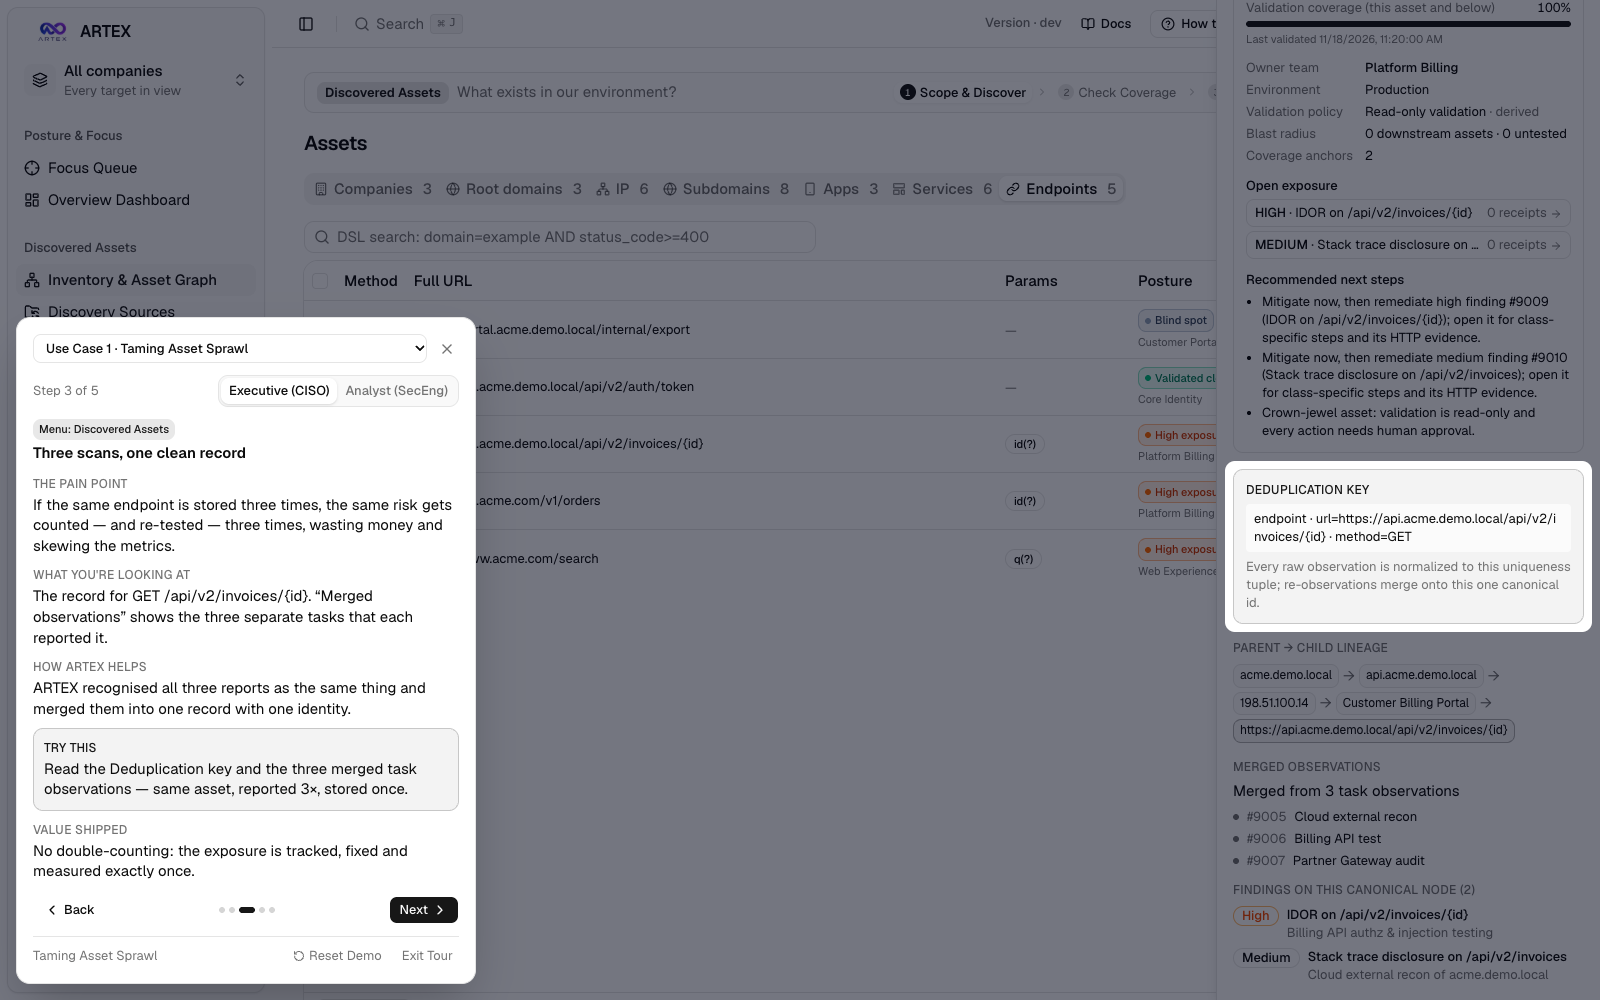 ARTEX
ARTEX
All companies
Every target in view
Posture & Focus
Focus Queue
Overview Dashboard
Discovered Assets
Inventory & Asset Graph
Discovery Sources
Search ⌘ J
Version · dev
Docs
How t
Discovered Assets What exists in our environment?
1 Scope & Discover
2 Check Coverage
Assets
Companies 3
Root domains 3
IP 6
Subdomains 8
Apps 3
Services 6
Endpoints 5
DSL search: domain=example AND status_code>=400
Method Full URL Params Posture
rtal.acme.demo.local/internal/export — Blind spot
Customer Porta
.acme.demo.local/api/v2/auth/token — Validated cl
Core Identity
.acme.demo.local/api/v2/invoices/{id} id(?) High exposu
Platform Billing
.acme.com/v1/orders id(?) High exposu
Platform Billing
vw.acme.com/search q(?) High exposu
Web Experience
Use Case 1 · Taming Asset Sprawl
Step 3 of 5
Executive (CISO) Analyst (SecEng)
Menu: Discovered Assets
Three scans, one clean record
THE PAIN POINT
If the same endpoint is stored three times, the same risk gets
counted — and re-tested — three times, wasting money and
skewing the metrics.
WHAT YOU'RE LOOKING AT
The record for GET /api/v2/invoices/{id}. “Merged
observations” shows the three separate tasks that each
reported it.
HOW ARTEX HELPS
ARTEX recognised all three reports as the same thing and
merged them into one record with one identity.
TRY THIS
Read the Deduplication key and the three merged task
observations — same asset, reported 3×, stored once.
VALUE SHIPPED
No double-counting: the exposure is tracked, fixed and
measured exactly once.
Back
Next
Taming Asset Sprawl
Reset Demo
Exit Tour
Validation coverage (this asset and below) 100%
Last validated 11/18/2026, 11:20:00 AM
Owner team Platform Billing
Environment Production
Validation policy Read-only validation · derived
Blast radius 0 downstream assets · 0 untested
Coverage anchors 2
Open exposure
HIGH · IDOR on /api/v2/invoices/{id} 0 receipts →
MEDIUM · Stack trace disclosure on ... 0 receipts →
Recommended next steps
• Mitigate now, then remediate high finding #9009
(IDOR on /api/v2/invoices/{id}); open it for class-
specific steps and its HTTP evidence.
• Mitigate now, then remediate medium finding #9010
(Stack trace disclosure on /api/v2/invoices); open it
for class-specific steps and its HTTP evidence.
• Crown-jewel asset: validation is read-only and
every action needs human approval.
DEDUPLICATION KEY
endpoint · url=https://api.acme.demo.local/api/v2/i
nvoices/{id} · method=GET
Every raw observation is normalized to this uniqueness
tuple; re-observations merge onto this one canonical
id.
PARENT → CHILD LINEAGE
acme.demo.local → api.acme.demo.local →
198.51.100.14 → Customer Billing Portal →
https://api.acme.demo.local/api/v2/invoices/{id}
MERGED OBSERVATIONS
Merged from 3 task observations
• #9005 Cloud external recon
• #9006 Billing API test
• #9007 Partner Gateway audit
FINDINGS ON THIS CANONICAL NODE (2)
High IDOR on /api/v2/invoices/{id}
Billing API authz & injection testing
Medium Stack trace disclosure on /api/v2/invoices
Cloud external recon of acme.demo.local